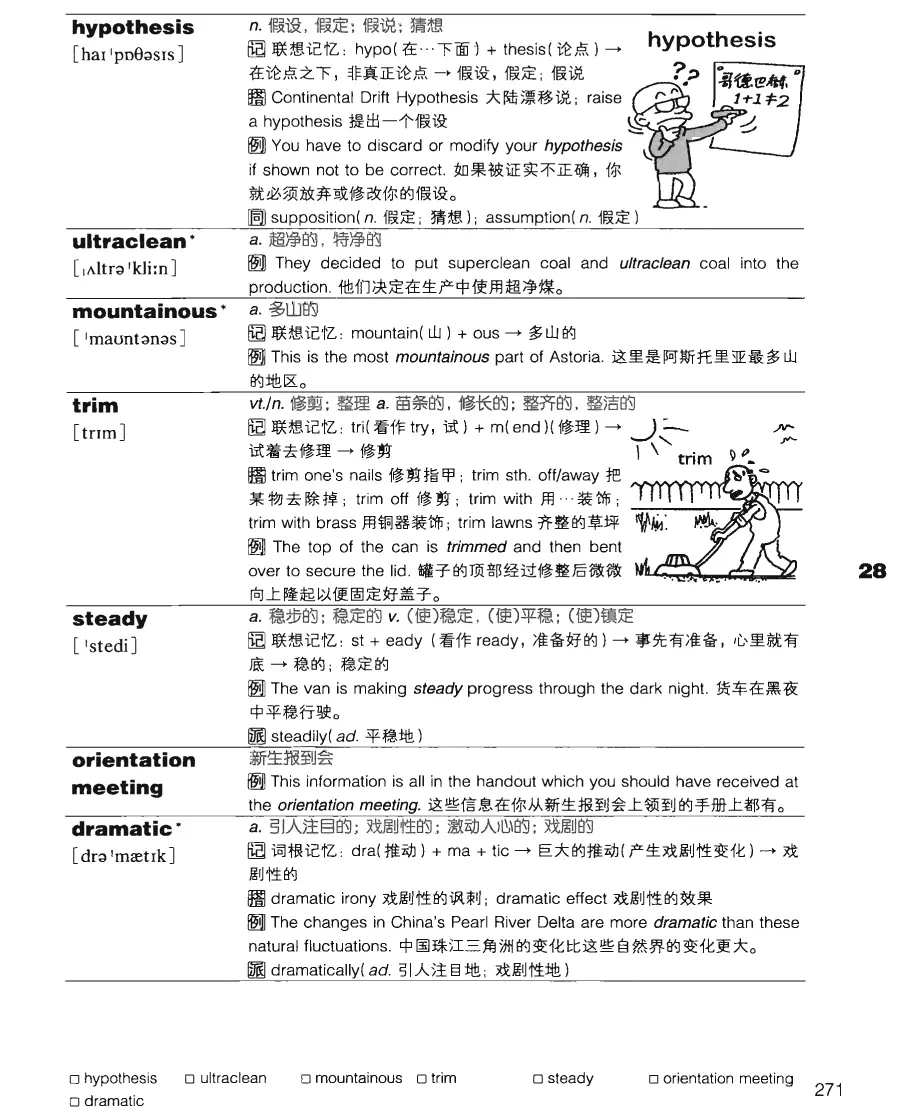 hypothesis
[haɪˈpɒθəsɪs]
n. 假设，假定；假说；猜想
[记] 联想记忆：hypo(在…下面) + thesis(论点) →
在论点之下，非真正论点 → 假设，假定；假说
[搭] Continental Drift Hypothesis 大陆漂移说；raise
a hypothesis 提出一个假设
[例] You have to discard or modify your hypothesis
if shown not to be correct. 如果被证实不正确，你
就必须放弃或修改你的假设。
[同] supposition(n. 假定；猜想)；assumption(n. 假定)
hypothesis
??
哥德巴赫
1+1≠2
ultraclean*
[ˌʌltrəˈkliːn]
a. 超净的，特净的
[例] They decided to put superclean coal and ultraclean coal into the
production. 他们决定在生产中使用超净煤。
mountainous*
[ˈmaʊntənəs]
a. 多山的
[记] 联想记忆：mountain(山) + ous → 多山的
[例] This is the most mountainous part of Astoria. 这里是阿斯托里亚最多山
的地区。
trim
[trɪm]
vt./n. 修剪；整理 a. 苗条的，修长的；整齐的，整洁的
[记] 联想记忆：tri(看作 try，试) + m(end)(修理) →
试着去修理 → 修剪
[搭] trim one's nails 修剪指甲；trim sth. off/away 把
某物去除掉；trim off 修剪；trim with 用…装饰；
trim with brass 用铜器装饰；trim lawns 齐整的草坪
[例] The top of the can is trimmed and then bent
over to secure the lid. 罐子的顶部经过修整后微微
向上隆起以便固定好盖子。
trim
28
steady
[ˈstedi]
a. 稳步的；稳定的 v. (使)稳定，(使)平稳；(使)镇定
[记] 联想记忆：st + eady (看作 ready，准备好的) → 事先有准备，心里就有
底 → 稳的；稳定的
[例] The van is making steady progress through the dark night. 货车在黑夜
中平稳行驶。
[派] steadily(ad. 平稳地)
orientation
meeting
新生报到会
[例] This information is all in the handout which you should have received at
the orientation meeting. 这些信息在你从新生报到会上领到的手册上都有。
dramatic*
[drəˈmætɪk]
a. 引人注目的；戏剧性的；激动人心的；戏剧的
[记] 词根记忆：dra(推动) + ma + tic → 巨大的推动(产生戏剧性变化) → 戏
剧性的
[搭] dramatic irony 戏剧性的讽刺；dramatic effect 戏剧性的效果
[例] The changes in China's Pearl River Delta are more dramatic than these
natural fluctuations. 中国珠江三角洲的变化比这些自然界的变化更大。
[派] dramatically(ad. 引人注目地；戏剧性地)
□ hypothesis □ ultraclean □ mountainous □ trim □ steady □ orientation meeting
□ dramatic
271